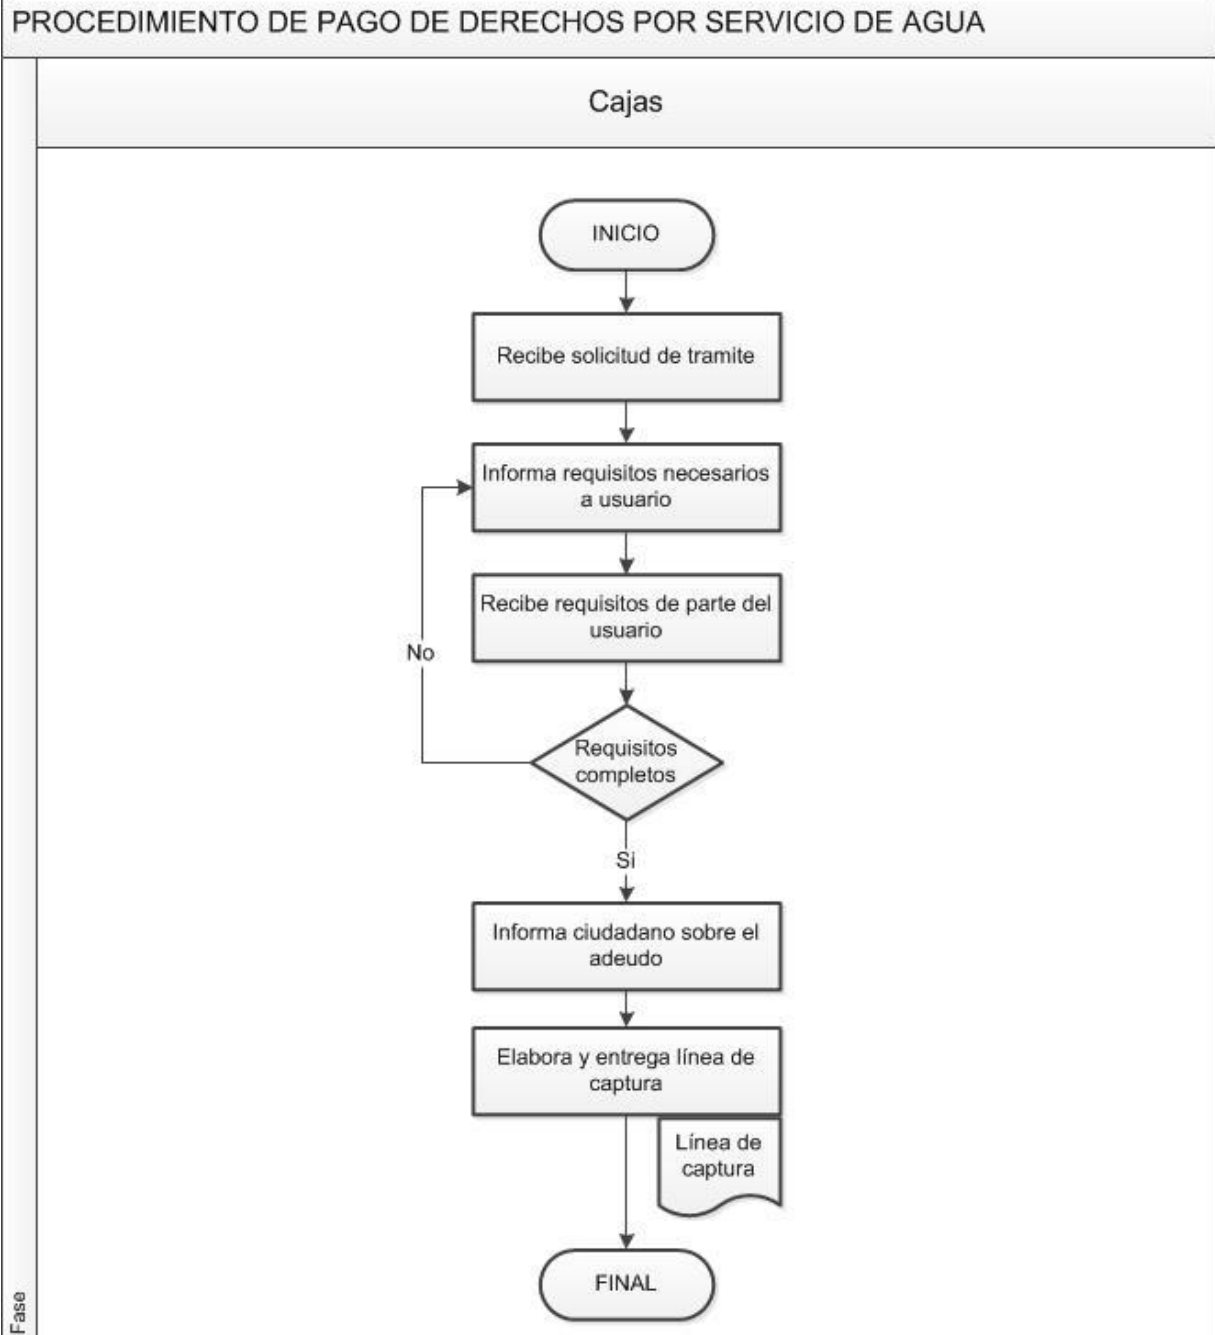 PROCEDIMIENTO DE PAGO DE DERECHOS POR SERVICIO DE AGUA
Cajas
INICIO
Recibe solicitud de tramite
Informa requisitos necesarios
a usuario
Recibe requisitos de parte del
usuario
No
Requisitos
completos
Si
Informa ciudadano sobre el
adeudo
Elabora y entrega línea de
captura
Línea de
captura
FINAL
Fase